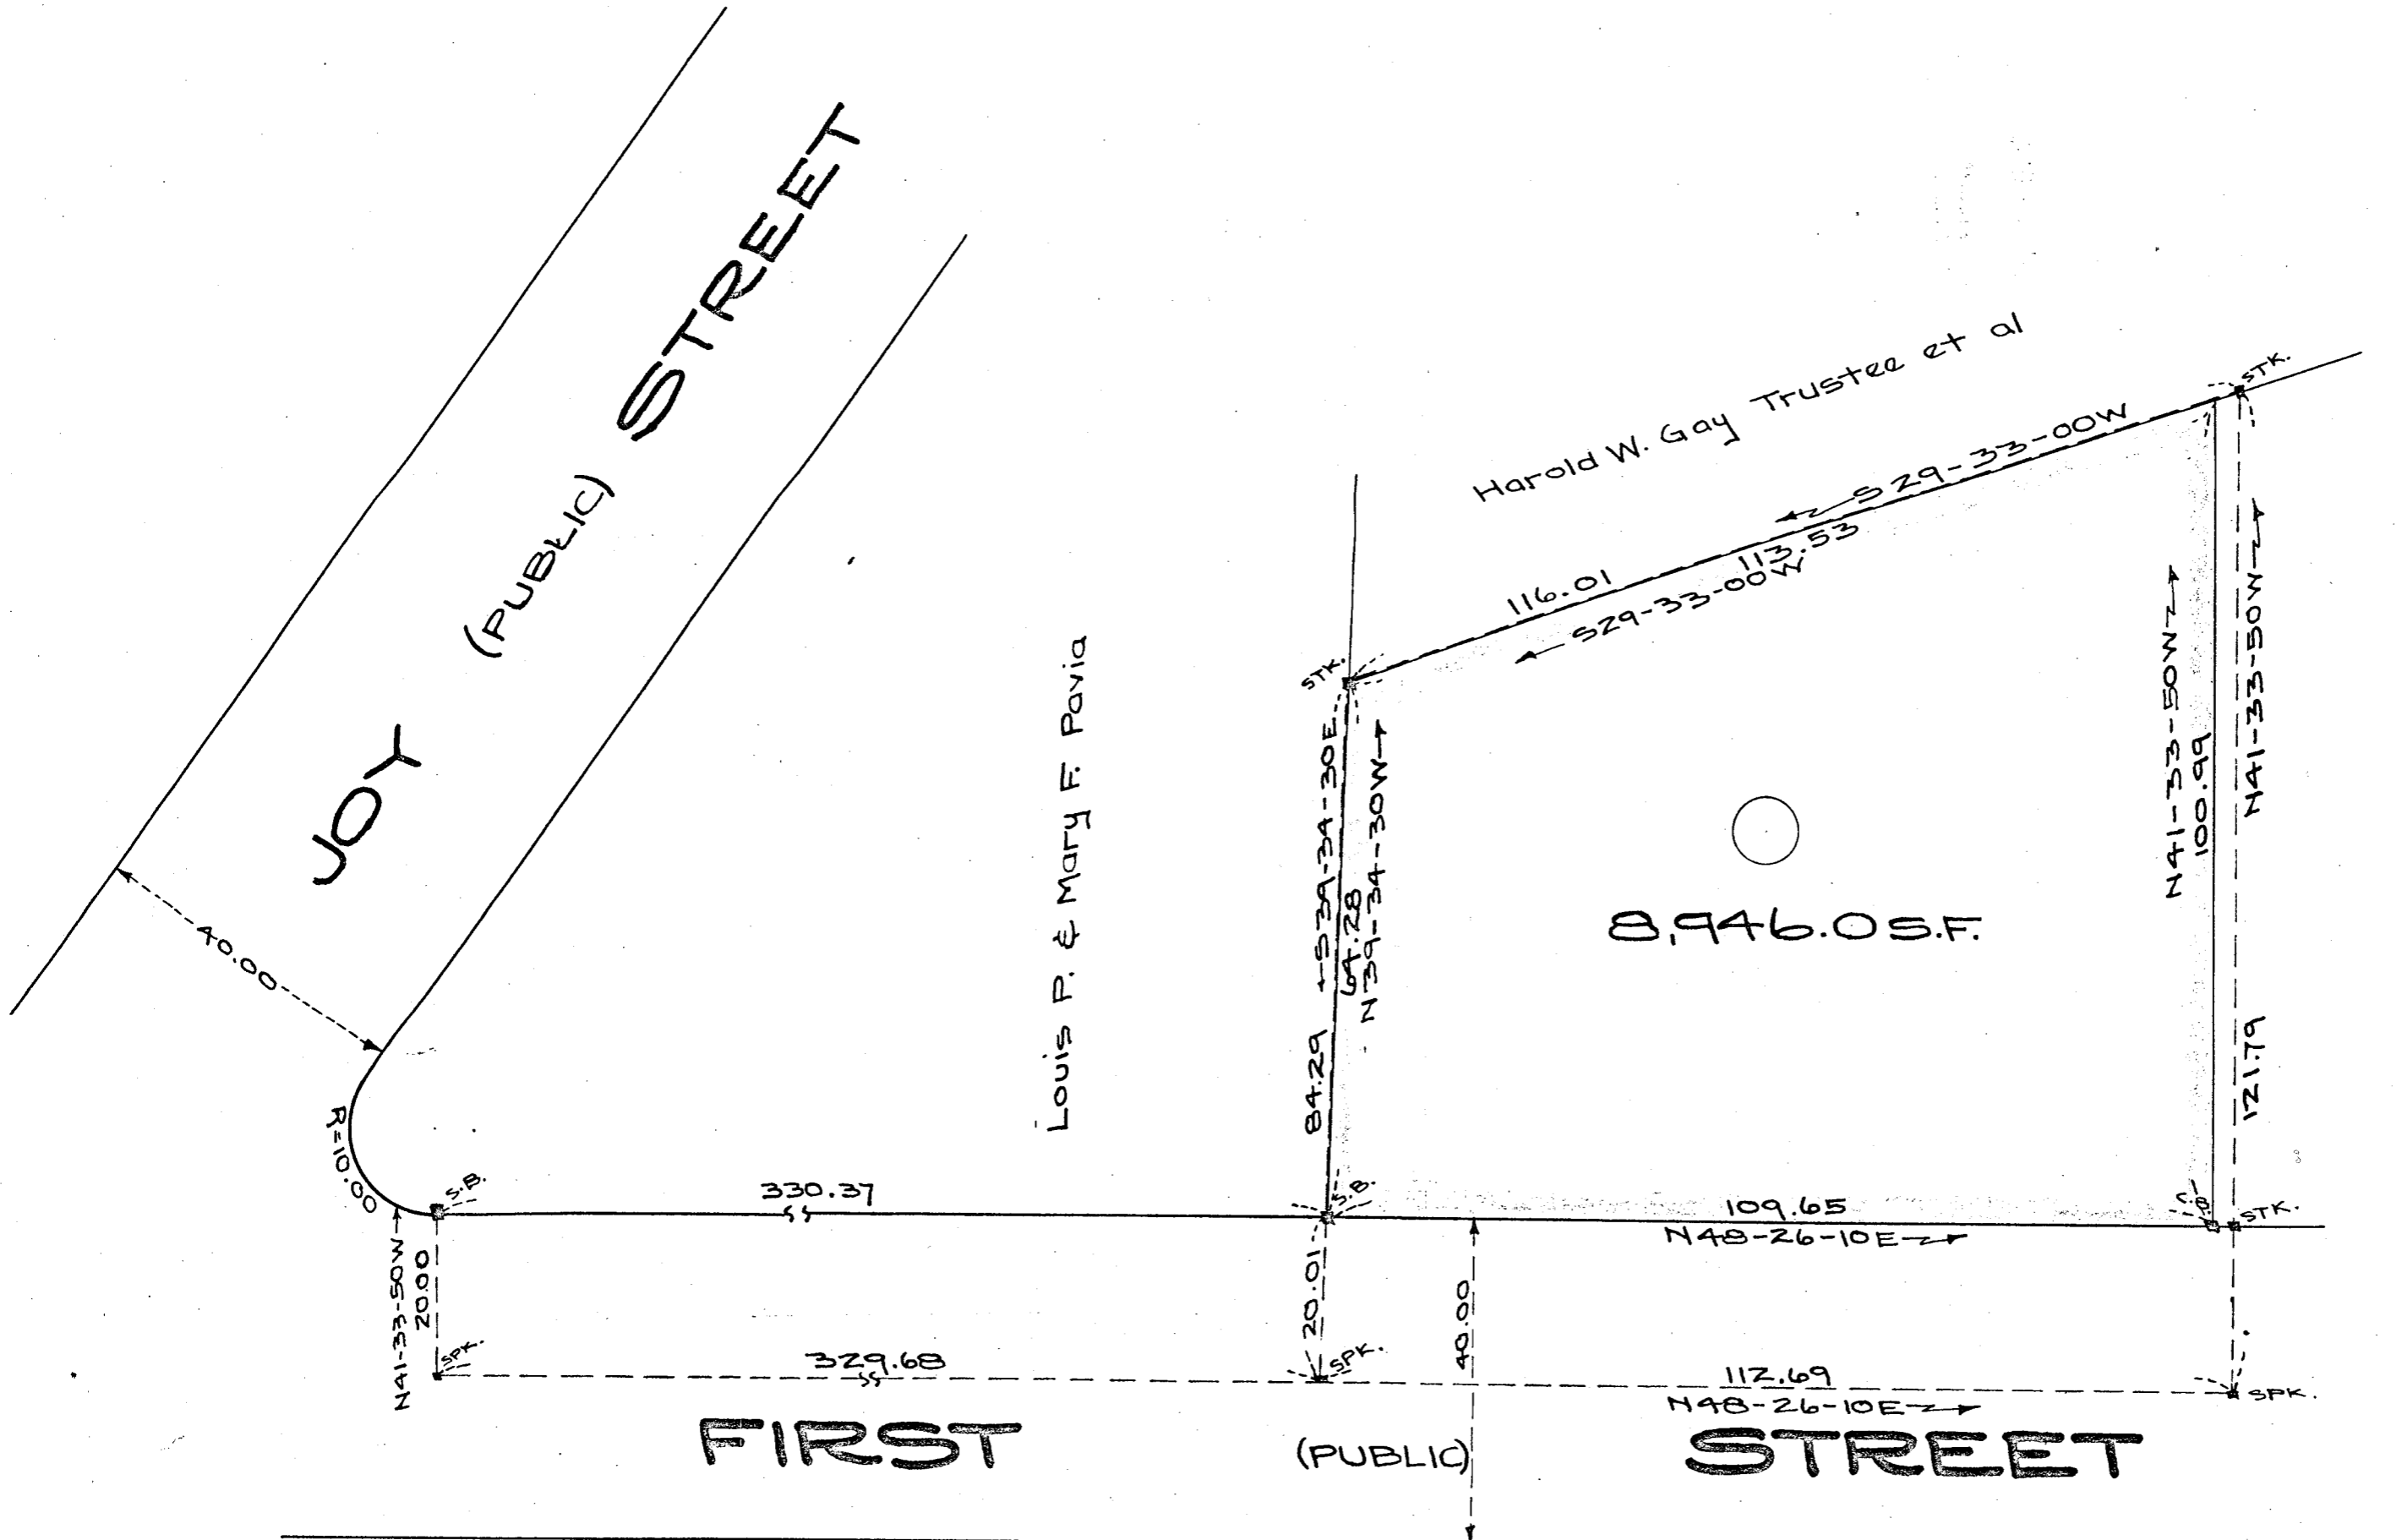 JOY
(PUBLIC)
STREET
40.00
R=10.00
Harold W. Gay Trustee et al
S29-33-00W
113.53
116.01
S29-33-00W
STK.
STK.
Louis P. & Mary F. Pavia
S39-34-30E
64.28
N39-34-30W
84.29
8,946.0 S.F.
N41-33-50W
100.99
N41-33-50W
121.79
S.B.
330.37
S.B.
109.65
N48-26-10E
C.B.
STK.
N41-33-50W
20.00
20.01
40.00
SPK.
329.68
SPK.
112.69
N48-26-10E
SPK.
FIRST
(PUBLIC)
STREET